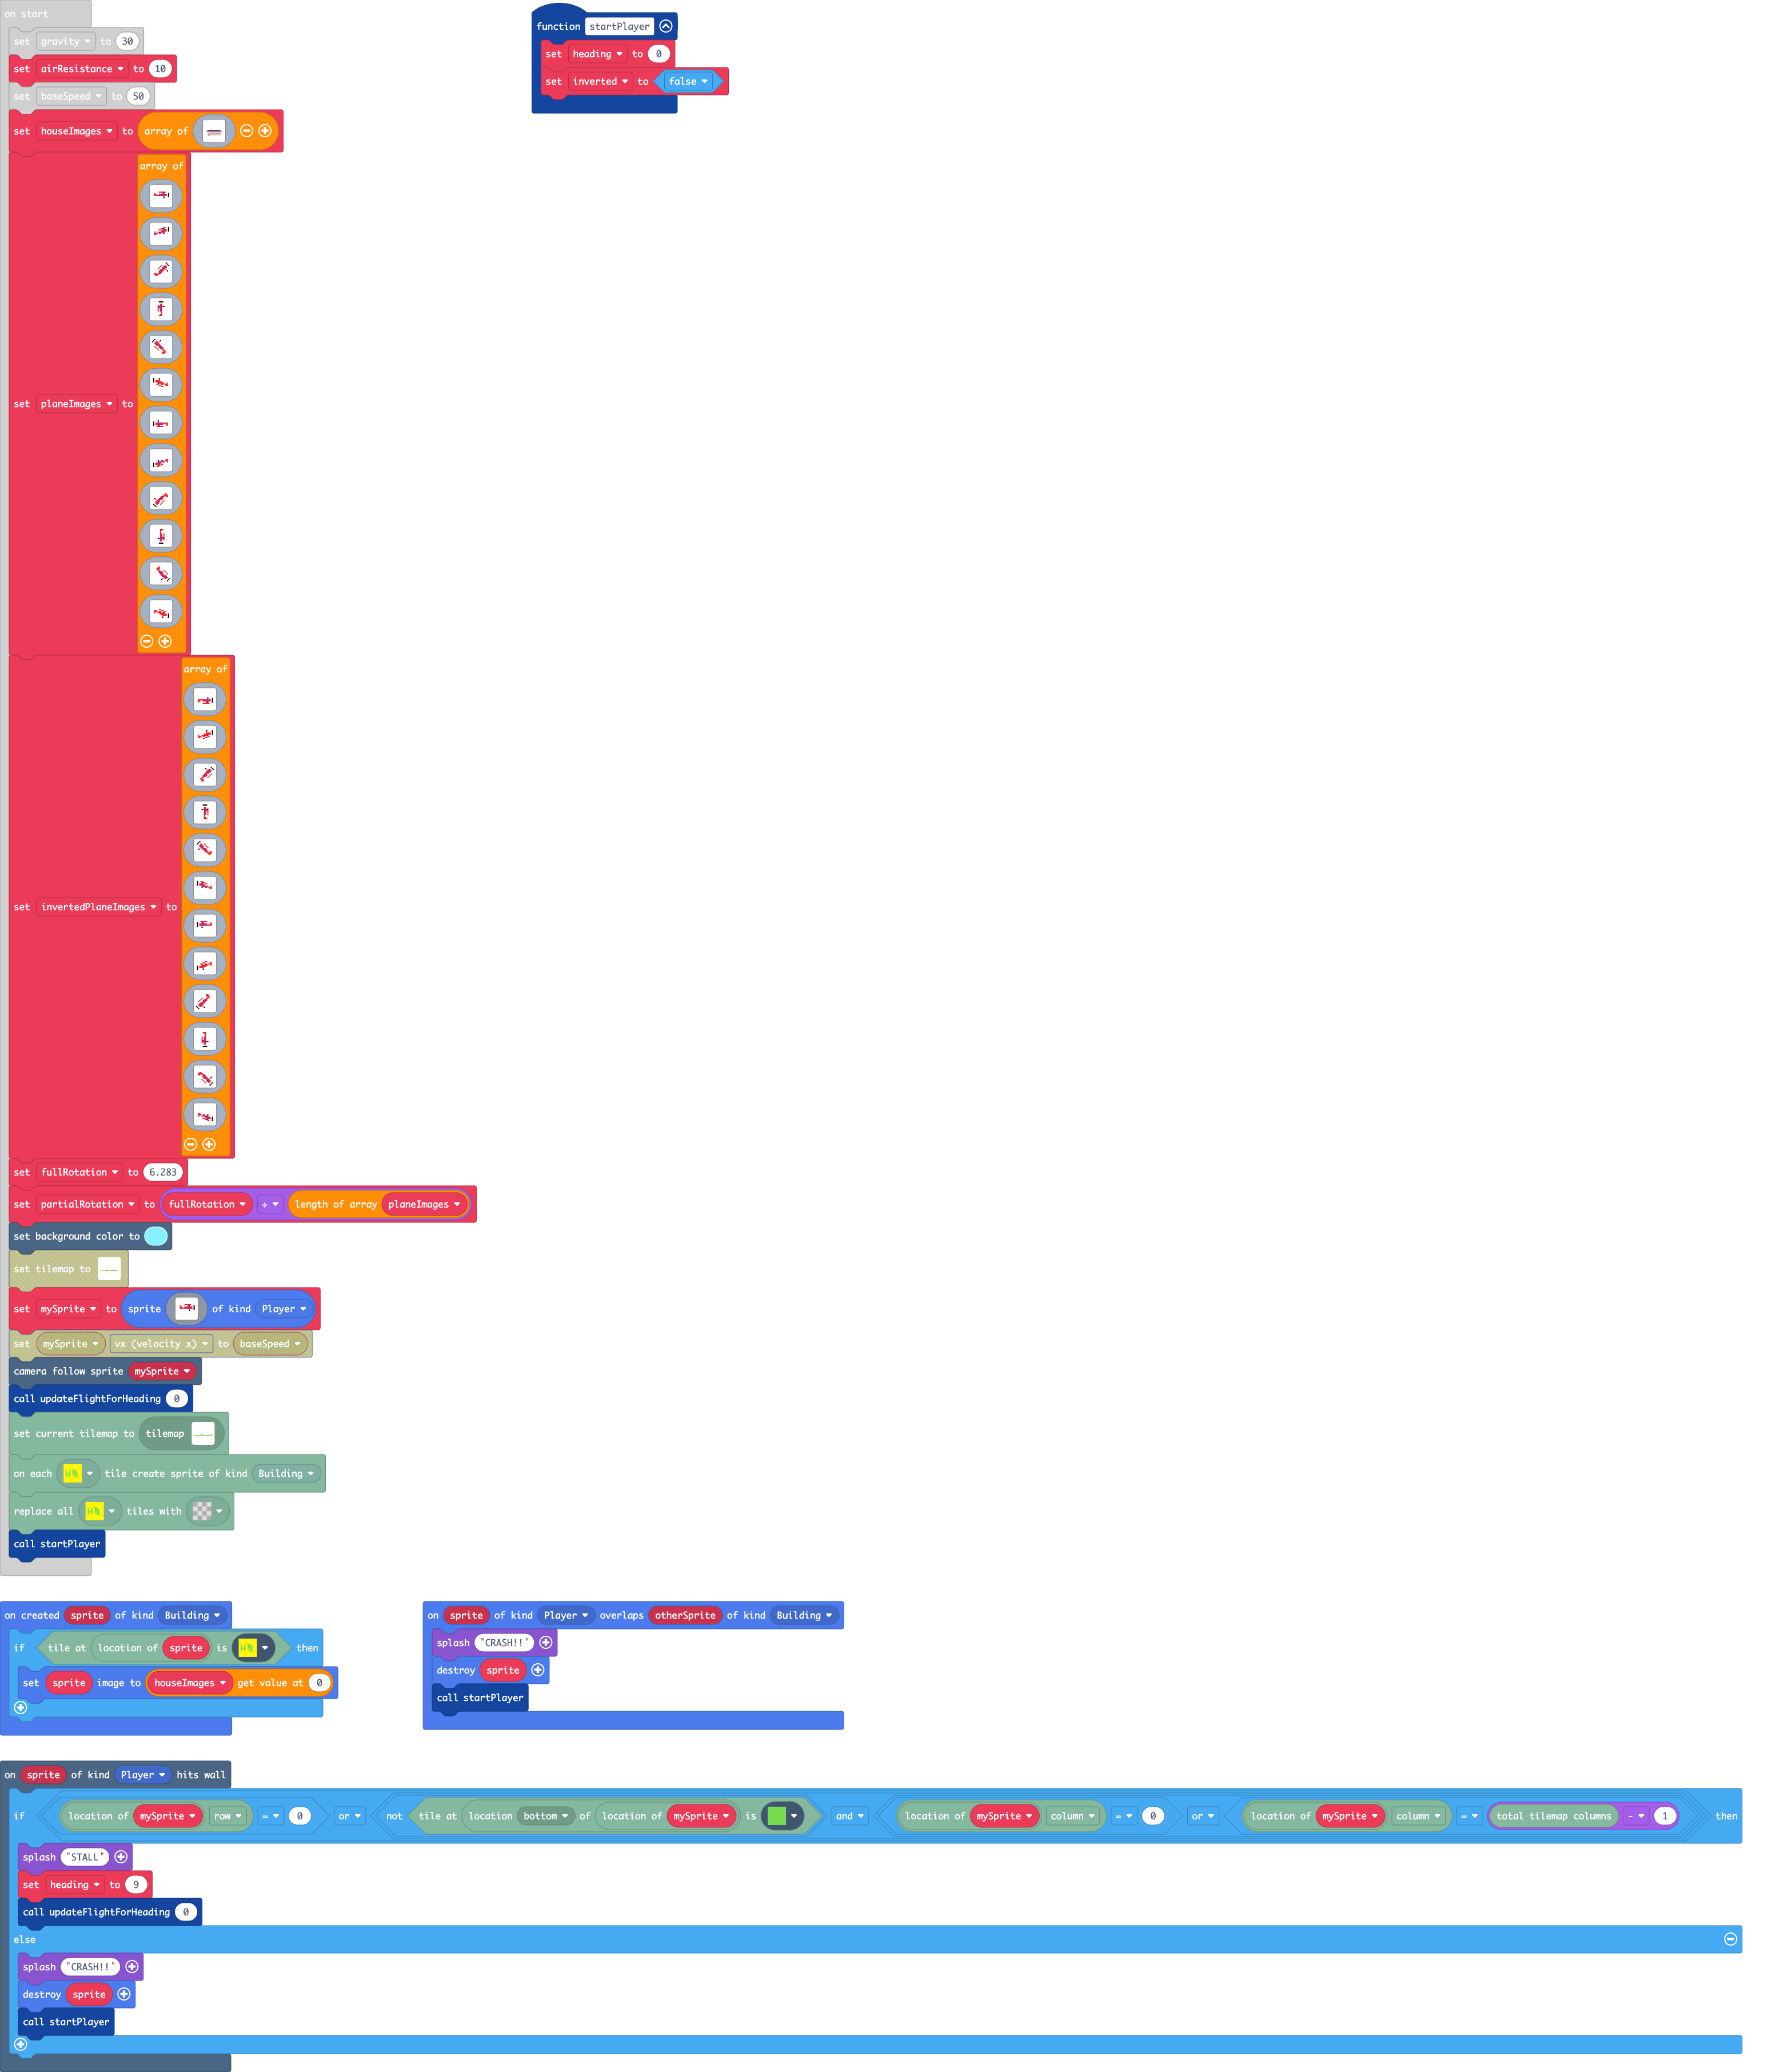 on start
set gravity to 30
set airResistance to 10
set baseSpeed to 50
set houseImages to array of
array of
set planeImages to
array of
set invertedPlaneImages to
set fullRotation to 6.283
set partialRotation to fullRotation ÷ length of array planeImages
set background color to
set tilemap to
set mySprite to sprite of kind Player
set mySprite vx (velocity x) to baseSpeed
camera follow sprite mySprite
call updateFlightForHeading 0
set current tilemap to tilemap
on each tile create sprite of kind Building
replace all tiles with
call startPlayer
function startPlayer
set heading to 0
set inverted to false
on created sprite of kind Building
if tile at location of sprite is then
set sprite image to houseImages get value at 0
on sprite of kind Player overlaps otherSprite of kind Building
splash "CRASH!!"
destroy sprite
call startPlayer
on sprite of kind Player hits wall
if location of mySprite row = 0 or not tile at location bottom of location of mySprite is and location of mySprite column = 0 or location of mySprite column = total tilemap columns - 1 then
splash "STALL"
set heading to 9
call updateFlightForHeading 0
else
splash "CRASH!!"
destroy sprite
call startPlayer